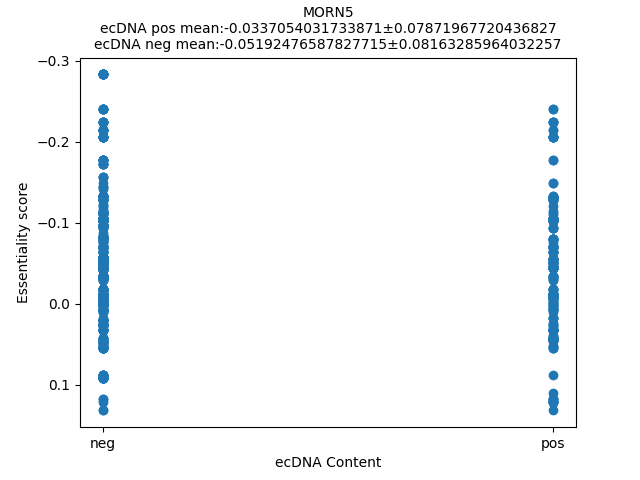 MORN5
ecDNA pos mean:-0.0337054031733871±0.07871967720436827
ecDNA neg mean:-0.05192476587827715±0.08163285964032257
−0.3
−0.2
−0.1
0.0
0.1
Essentiality score
neg
pos
ecDNA Content